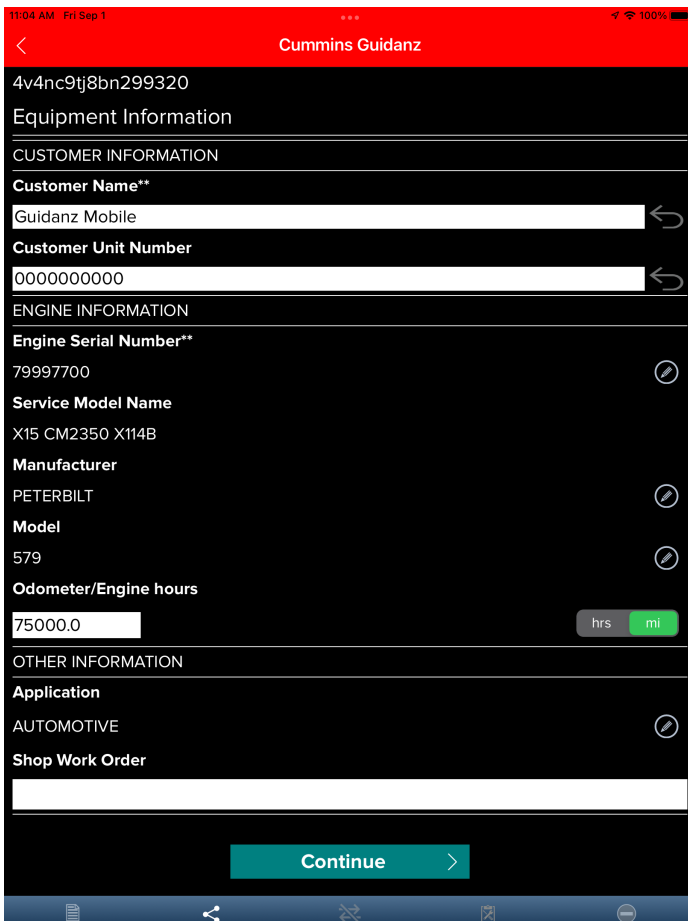 11:04 AM Fri Sep 1
100%
Cummins Guidanz
4v4nc9tj8bn299320
Equipment Information
CUSTOMER INFORMATION
Customer Name**
Guidanz Mobile
Customer Unit Number
0000000000
ENGINE INFORMATION
Engine Serial Number**
79997700
Service Model Name
X15 CM2350 X114B
Manufacturer
PETERBILT
Model
579
Odometer/Engine hours
75000.0
hrs mi
OTHER INFORMATION
Application
AUTOMOTIVE
Shop Work Order
Continue